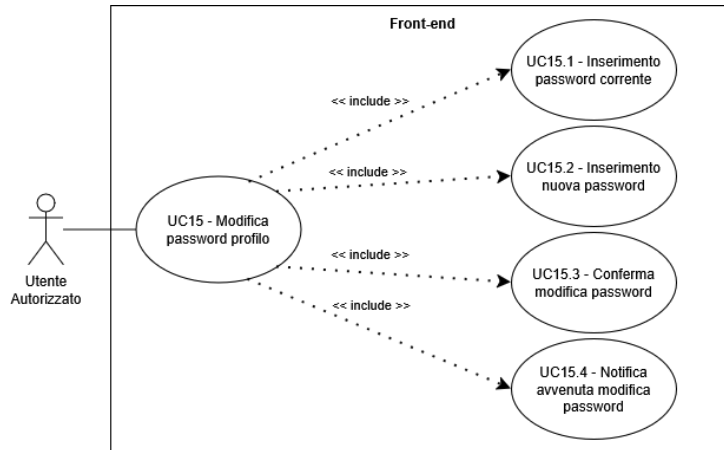 Front-end
UC15.1 - Inserimento
password corrente
<< include >>
<< include >>
UC15.2 - Inserimento
nuova password
UC15 - Modifica
password profilo
Utente
Autorizzato
<< include >>
UC15.3 - Conferma
modifica password
<< include >>
UC15.4 - Notifica
avvenuta modifica
password